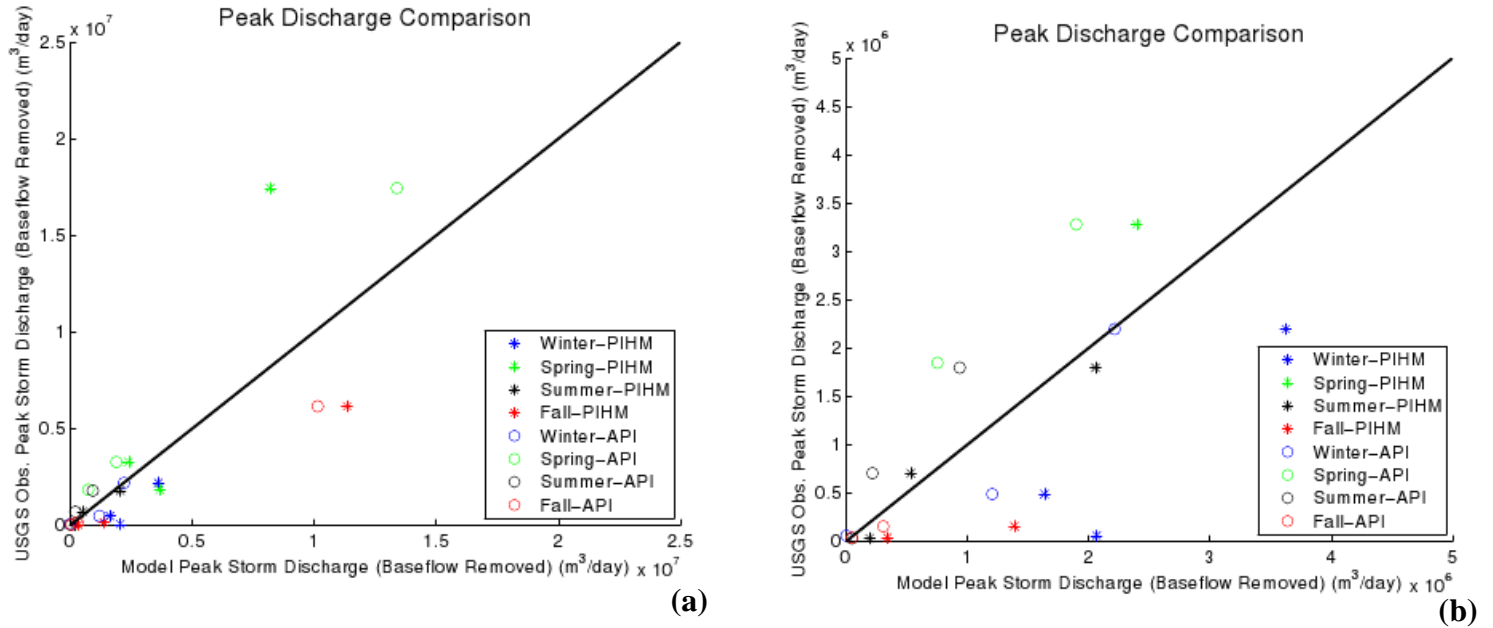 Peak Discharge Comparison
x 10^7
USGS Obs. Peak Storm Discharge (Baseflow Removed) (m^3/day)
2.5
2
1.5
1
0.5
0
0
0.5
1
1.5
2
2.5
Winter-PIHM
Spring-PIHM
Summer-PIHM
Fall-PIHM
Winter-API
Spring-API
Summer-API
Fall-API
Model Peak Storm Discharge (Baseflow Removed) (m^3/day) x 10^7
(a)
Peak Discharge Comparison
x 10^6
USGS Obs. Peak Storm Discharge (Baseflow Removed) (m^3/day)
5
4.5
4
3.5
3
2.5
2
1.5
1
0.5
0
0
1
2
3
4
5
Winter-PIHM
Spring-PIHM
Summer-PIHM
Fall-PIHM
Winter-API
Spring-API
Summer-API
Fall-API
Model Peak Storm Discharge (Baseflow Removed) (m^3/day) x 10^6
(b)